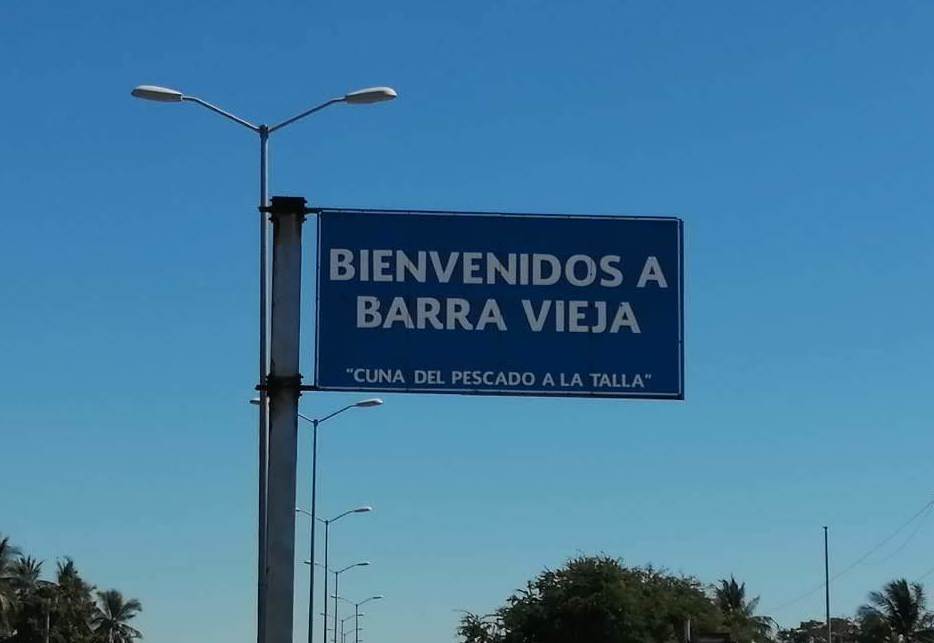 BIENVENIDOS A
BARRA VIEJA
"CUNA DEL PESCADO A LA TALLA"